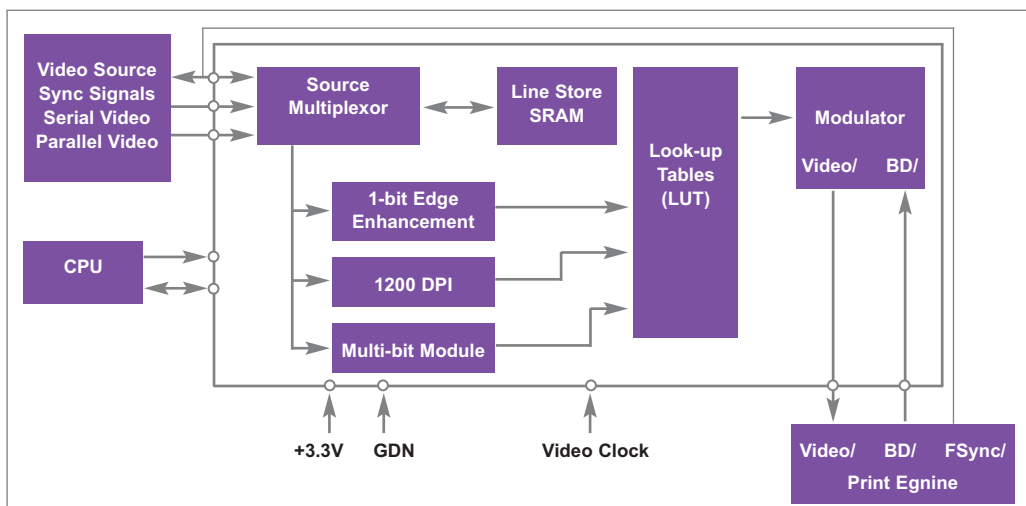 Video Source
Sync Signals
Serial Video
Parallel Video
Source
Multiplexor
Line Store
SRAM
Look-up
Tables
(LUT)
Modulator
Video/ BD/
1-bit Edge
Enhancement
CPU
1200 DPI
Multi-bit Module
+3.3V GDN Video Clock
Video/ BD/ FSync/
Print Egnine